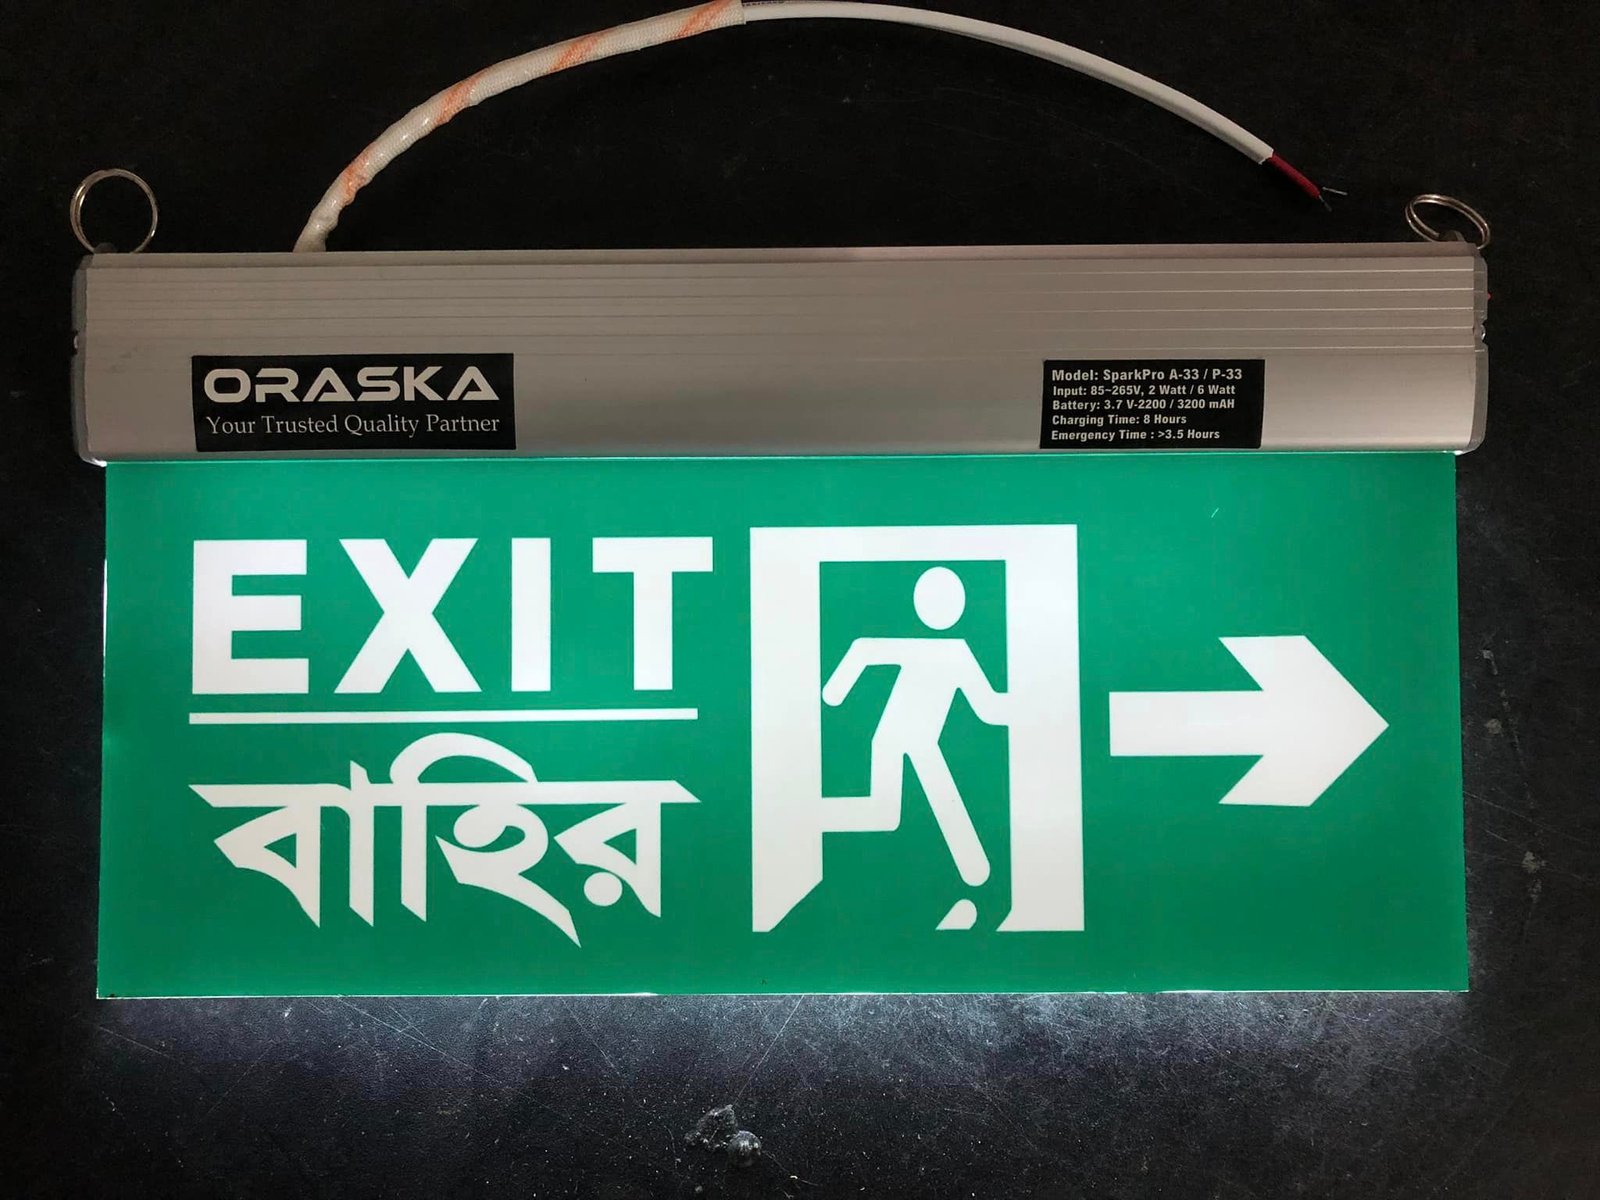 ORASKA
Your Trusted Quality Partner
Model: SparkPro A-33 / P-33
Input: 85~265V, 2 Watt / 6 Watt
Battery: 3.7 V-2200 / 3200 mAH
Charging Time: 8 Hours
Emergency Time : >3.5 Hours
EXIT
বাহির